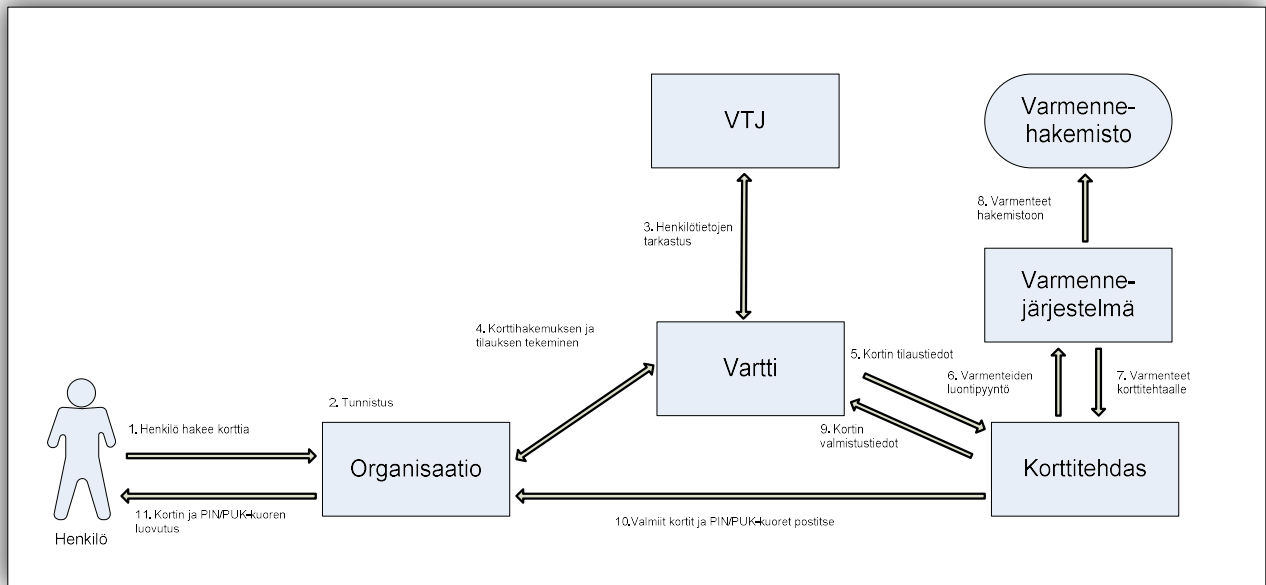 VTJ
Varmenne-
hakemisto
8. Varmenteet
hakemistoon
3. Henkilötietojen
tarkastus
Varmenne-
järjestelmä
4. Korttihakemuksen ja
tilauksen tekeminen
Vartti
5. Kortin tilaustiedot
6. Varmenteiden
luontipyyntö
7. Varmenteet
korttitehtaalle
2. Tunnistus
1. Henkilö hakee korttia
9. Kortin
valmistustiedot
Organisaatio
Korttitehdas
11. Kortin ja PIN/PUK-kuoren
luovutus
10. Valmiit kortit ja PIN/PUK-kuoret postitse
Henkilö